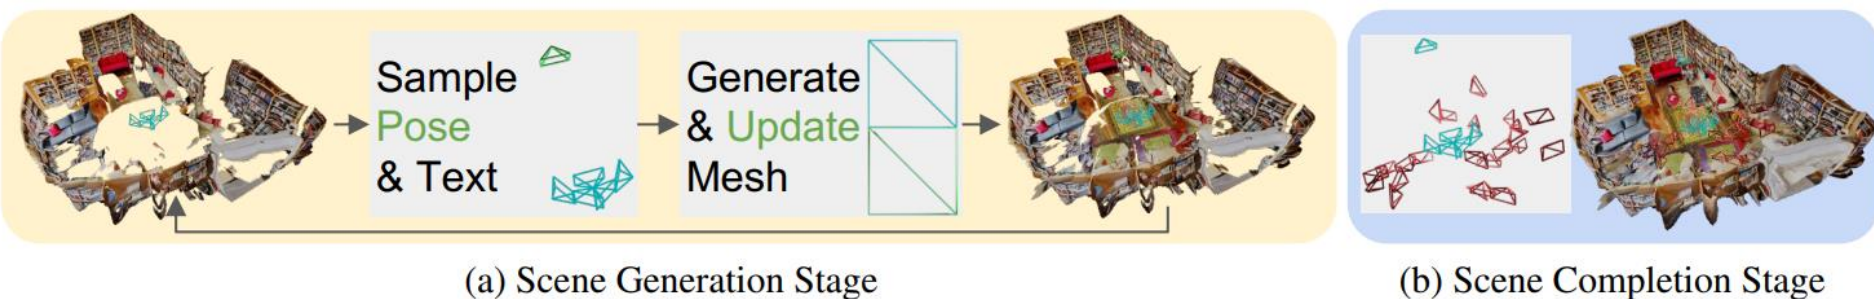 Sample
Pose
& Text
Generate
& Update
Mesh
(a) Scene Generation Stage
(b) Scene Completion Stage